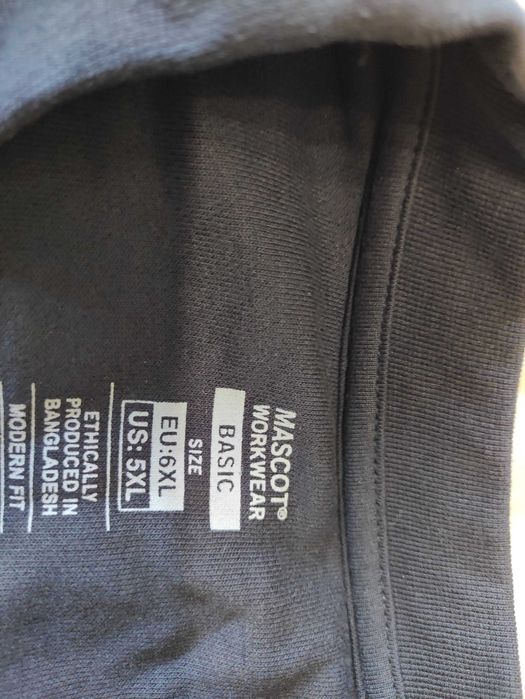 MASCOT®
WORKWEAR
BASIC
SIZE
EU:6XL
US: 5XL
ETHICALLY
PRODUCED IN
BANGLADESH
MODERN FIT